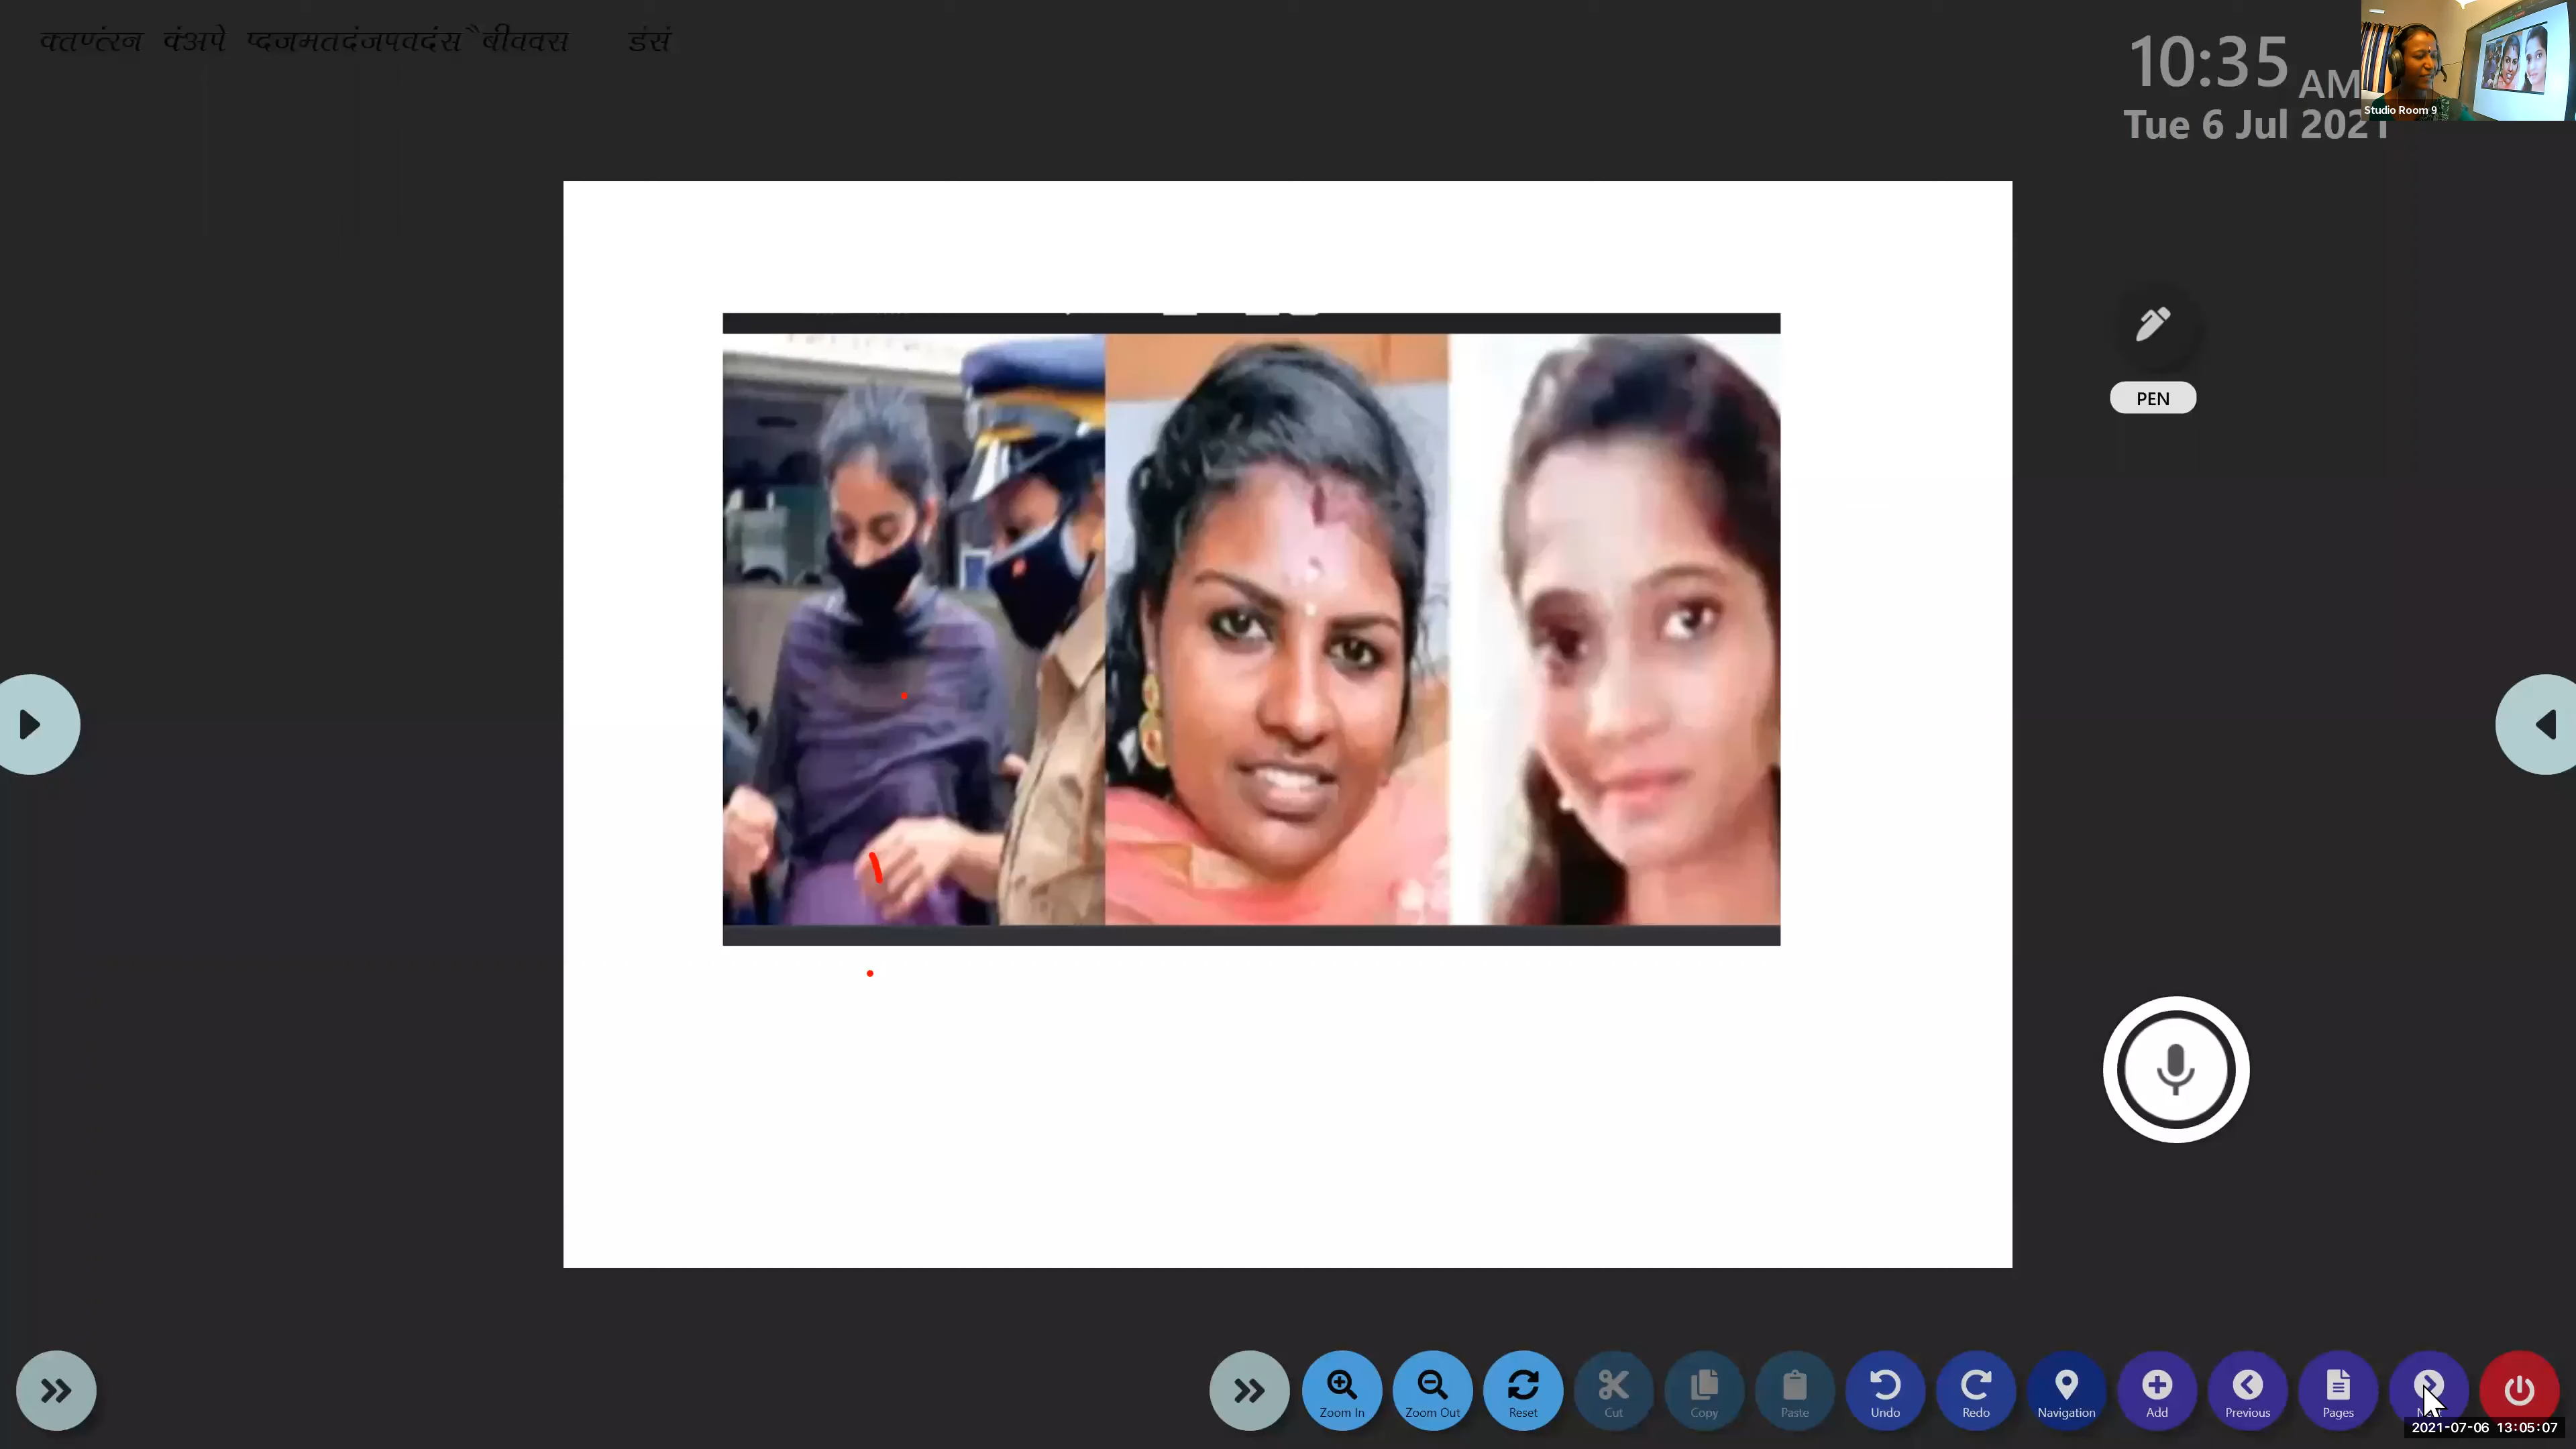 क्तण्त्ंरन कंअपे प्दजमतदंजपवदंस ैबीववस डंसं
10:35 AM
Tue 6 Jul 2021
Studio Room 9
PEN
Zoom In
Zoom Out
Reset
Cut
Copy
Paste
Undo
Redo
Navigation
Add
Previous
Pages
2021-07-06 13:05:07